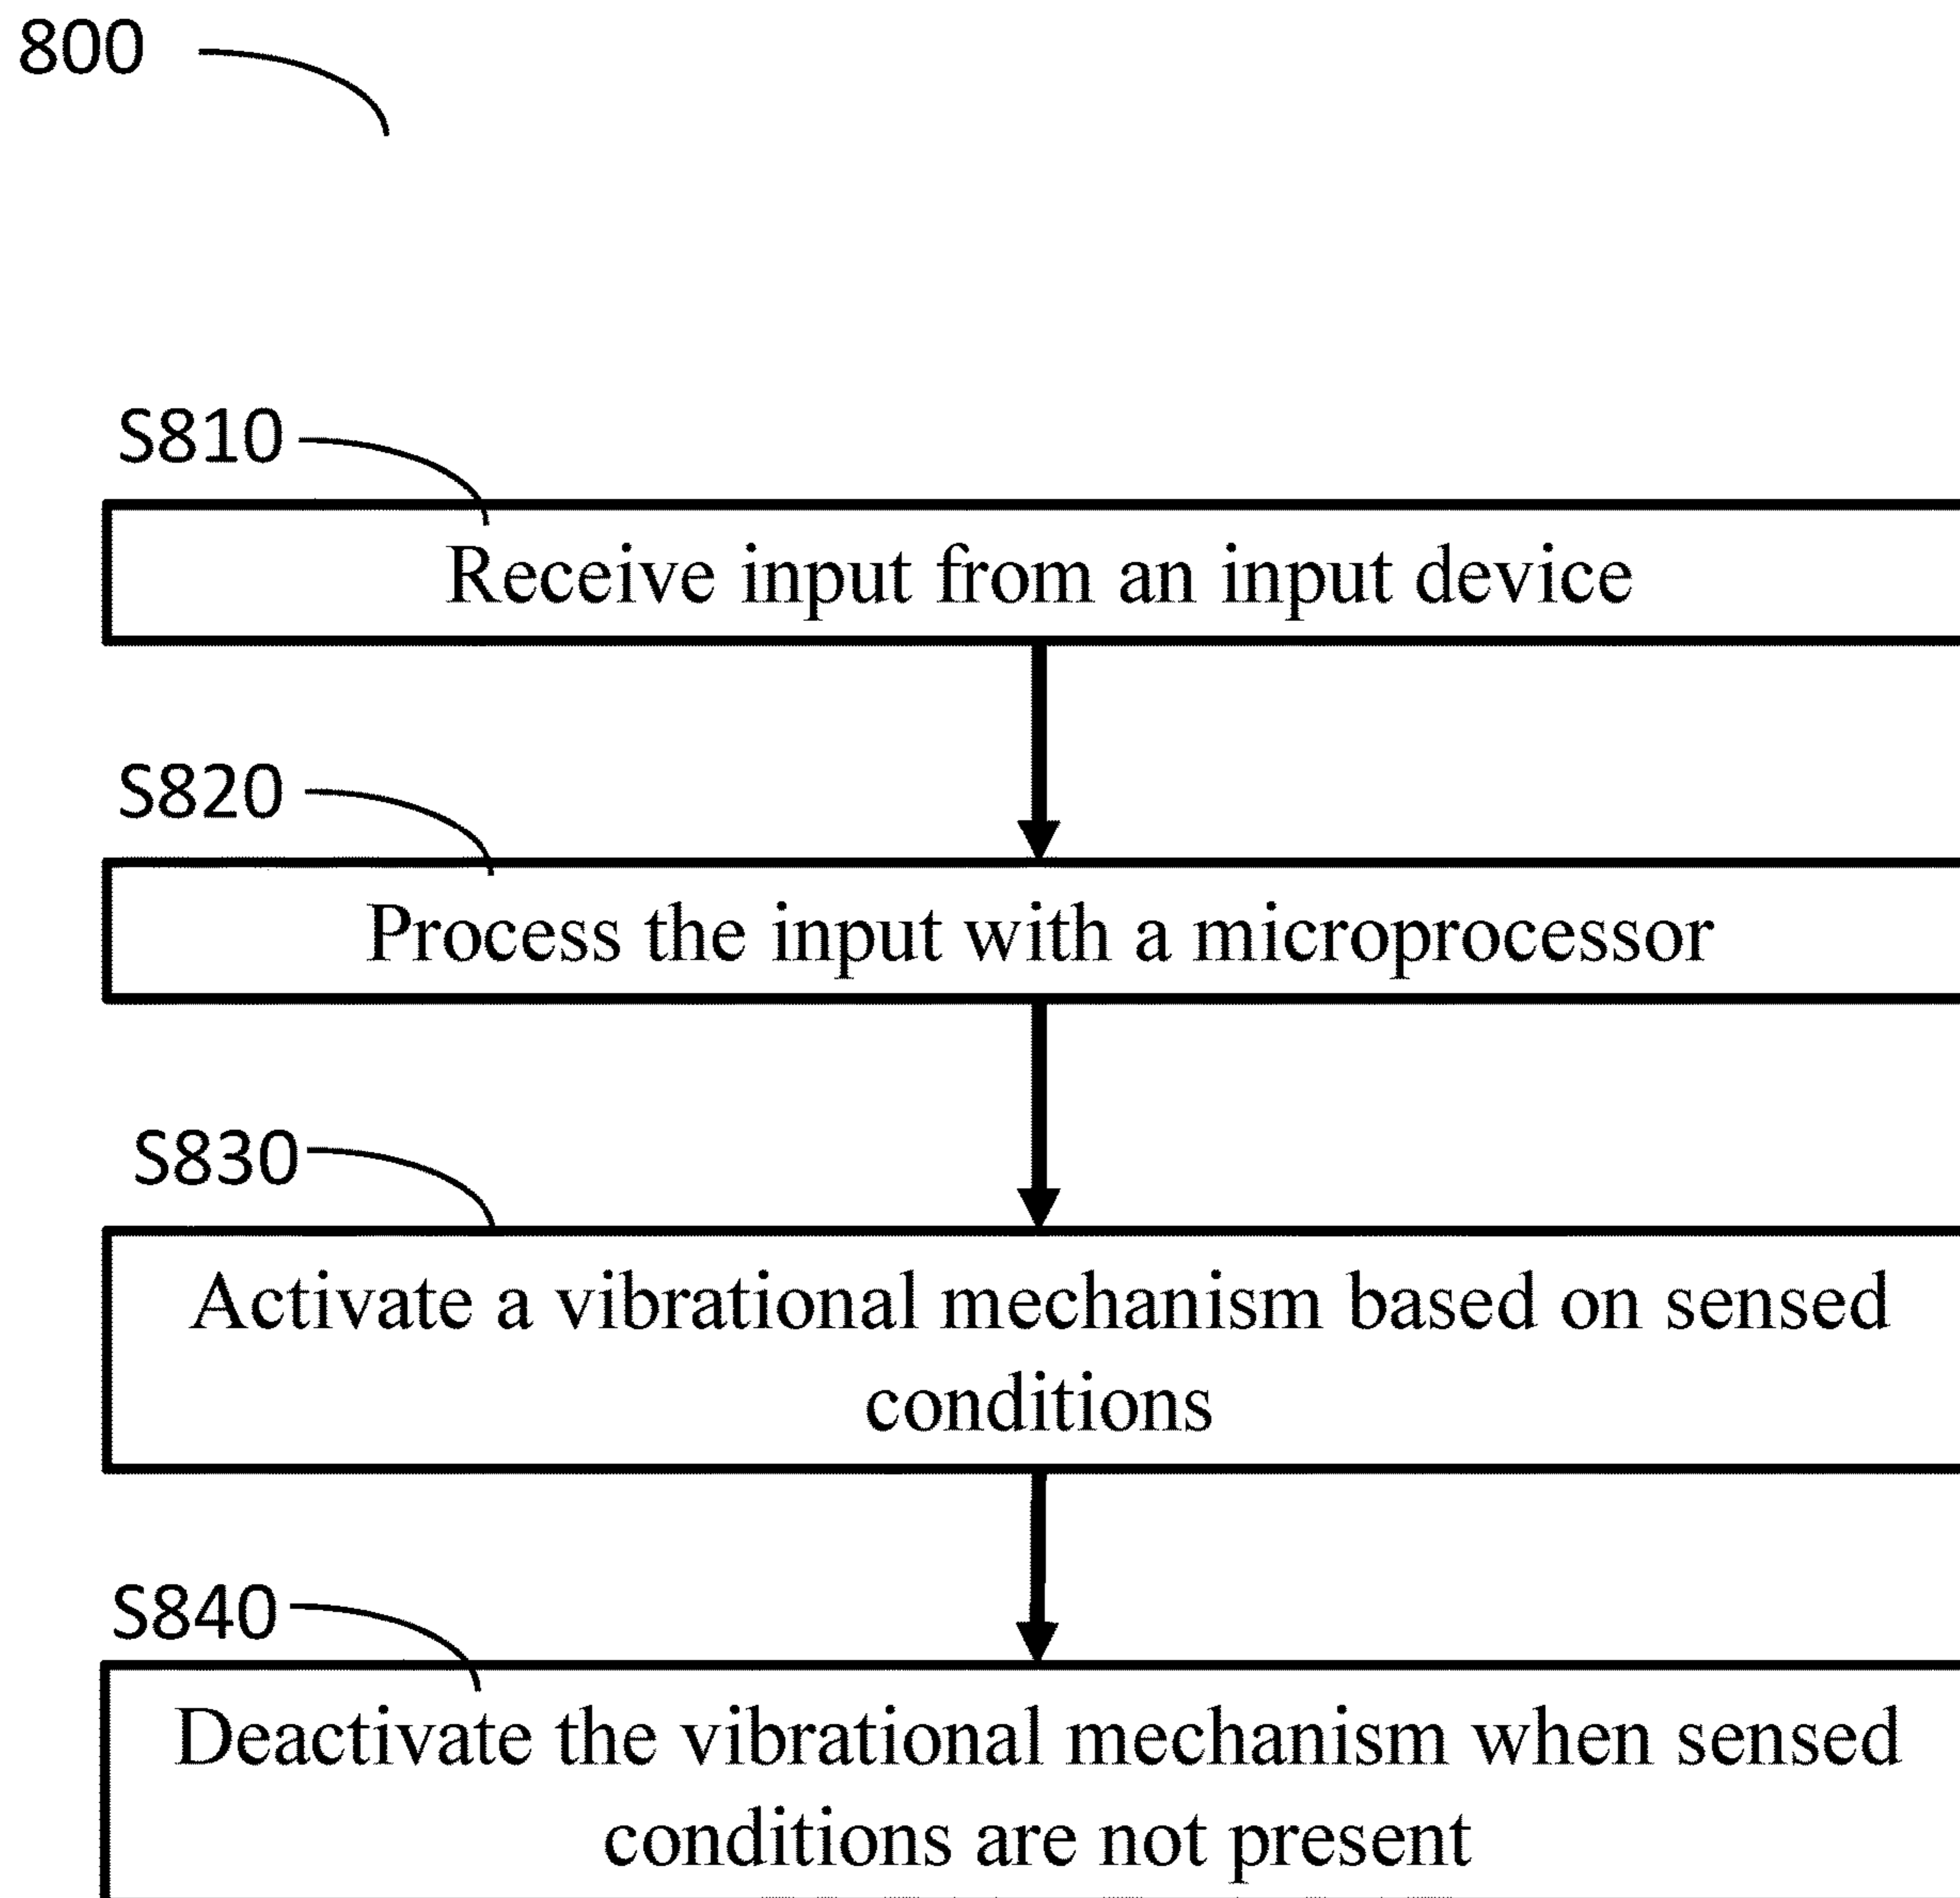 800
S810
Receive input from an input device
S820
Process the input with a microprocessor
S830
Activate a vibrational mechanism based on sensed
conditions
S840
Deactivate the vibrational mechanism when sensed
conditions are not present